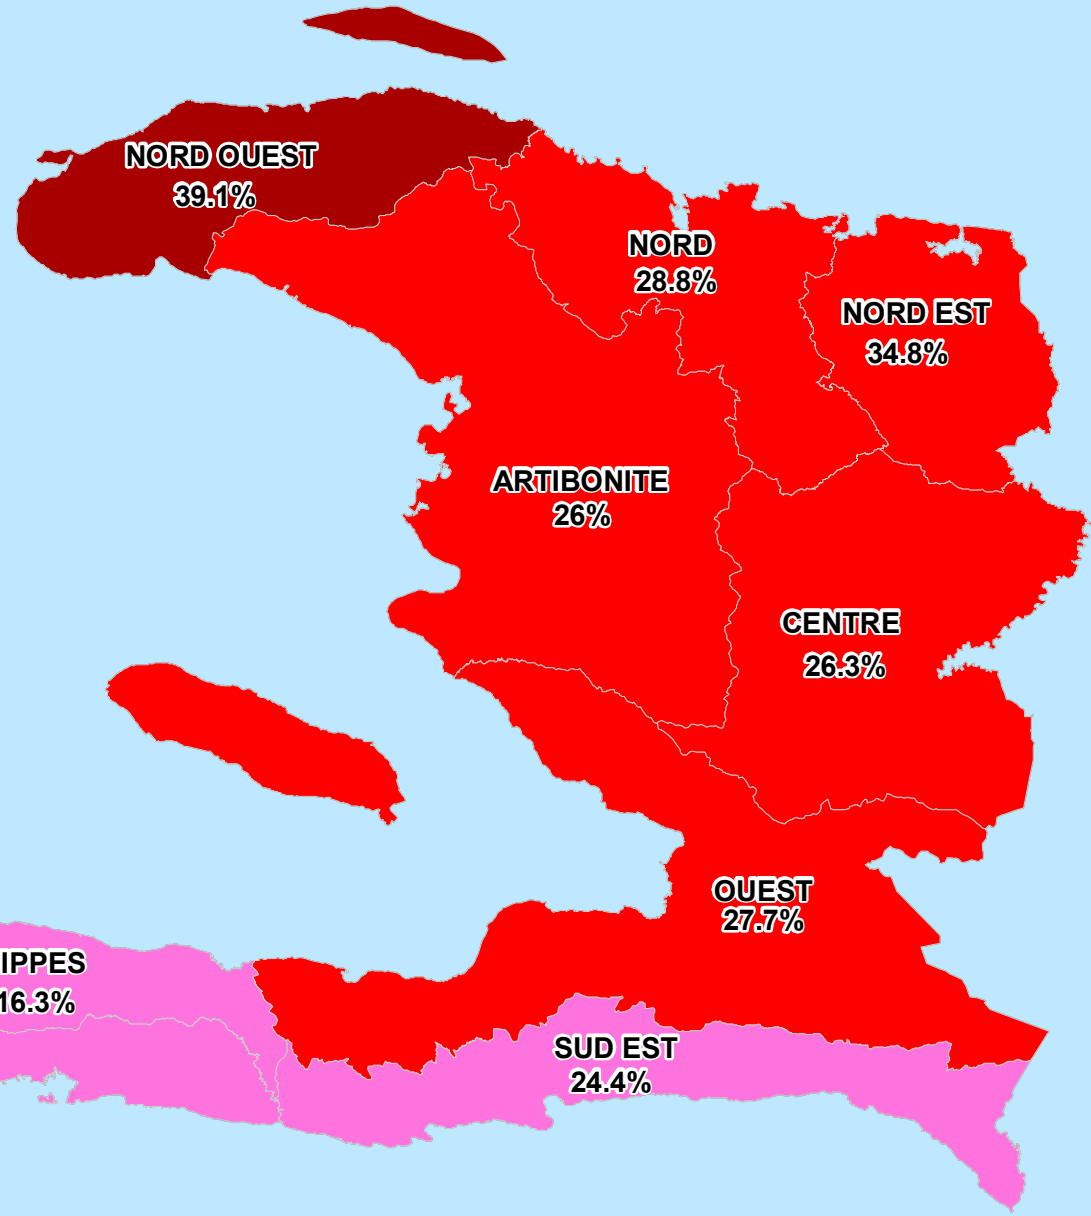 NORD OUEST
39.1%
NORD
28.8%
NORD EST
34.8%
ARTIBONITE
26%
CENTRE
26.3%
OUEST
27.7%
IPPES
16.3%
SUD EST
24.4%